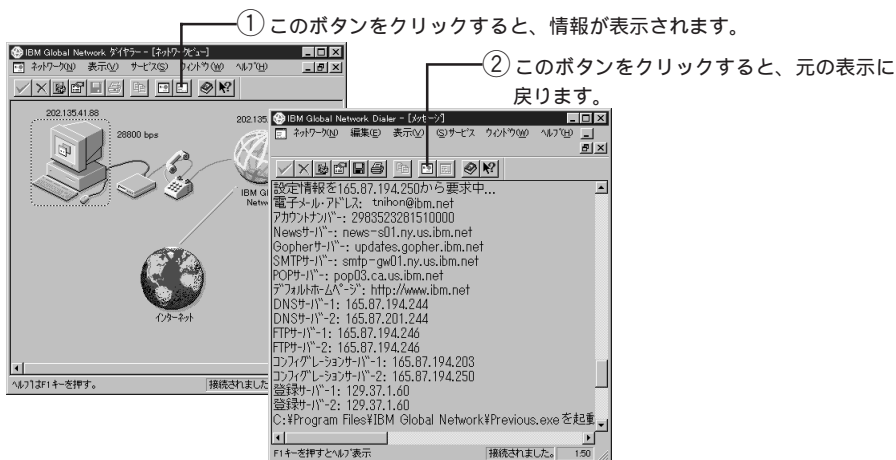 ① このボタンをクリックすると、情報が表示されます。
② このボタンをクリックすると、元の表示に
戻ります。
IBM Global Network ダイヤラー - [ネットワークビュー]
ネットワーク(N) 表示(V) サービス(S) ウィンドウ(W) ヘルプ(H)
202.135.41.88
28800 bps
202.135.
IBM Gl
Netw
インターネット
ヘルプはF1キーを押す。
接続されました
IBM Global Network Dialer - [メッセージ]
ネットワーク(N) 編集(E) 表示(V) (S)サービス ウィンドウ(W) ヘルプ(H)
設定情報を165.87.194.250から要求中...
電子メール・アドレス: tnihon@ibm.net
アカウントナンバー: 2983523281510000
Newsサーバー: news-s01.ny.us.ibm.net
Gopherサーバー: updates.gopher.ibm.net
SMTPサーバー: smtp-gw01.ny.us.ibm.net
POPサーバー: pop03.ca.us.ibm.net
デフォルトホームページ: http://www.ibm.net
DNSサーバー1: 165.87.194.244
DNSサーバー2: 165.87.201.244
FTPサーバー1: 165.87.194.246
FTPサーバー2: 165.87.194.246
コンフィグレーションサーバー1: 165.87.194.203
コンフィグレーションサーバー2: 165.87.194.250
登録サーバー1: 129.37.1.60
登録サーバー2: 129.37.1.60
C:¥Program Files¥IBM Global Network¥Previous.exe を起動
F1キーを押すとヘルプ表示
接続されました。
1:50